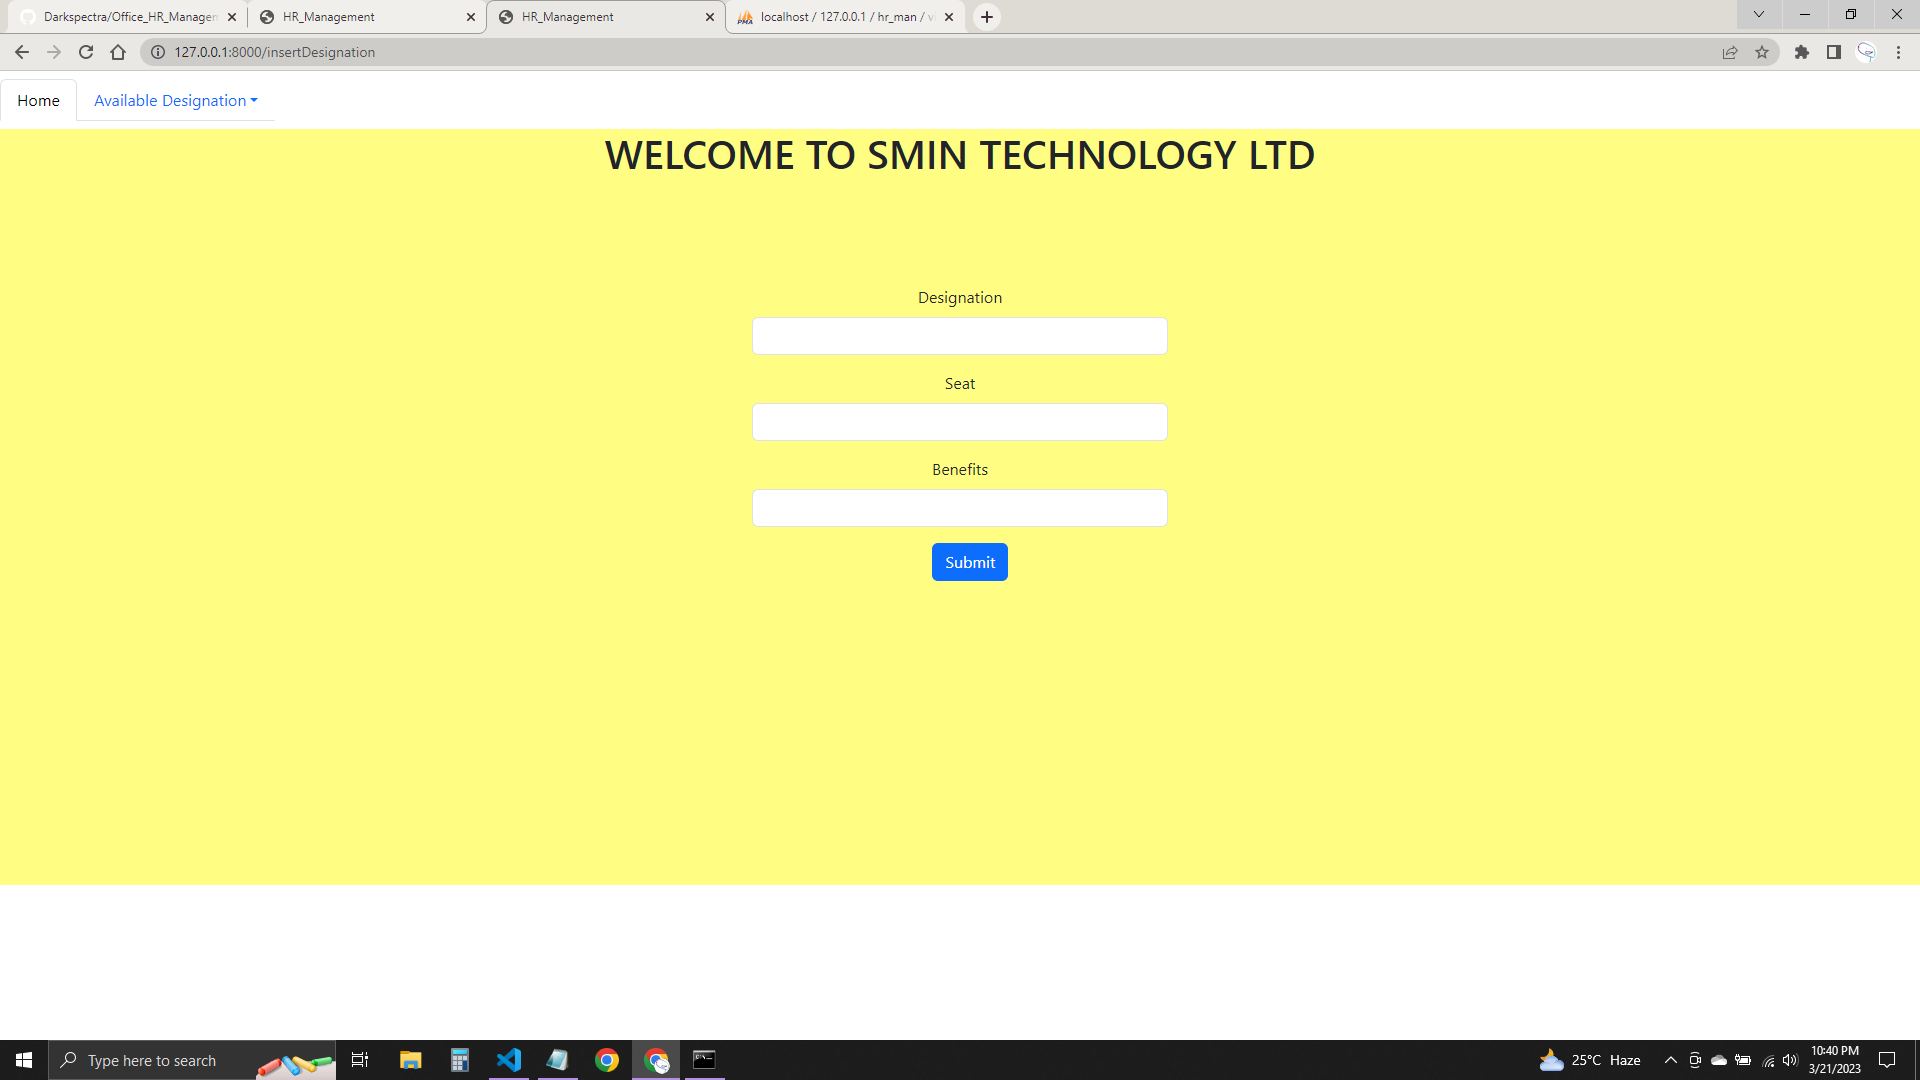 Darkspectra/Office_HR_Managem
HR_Management
HR_Management
localhost / 127.0.0.1 / hr_man / vi
127.0.0.1:8000/insertDesignation
Home
Available Designation
WELCOME TO SMIN TECHNOLOGY LTD
Designation
Seat
Benefits
Submit
Type here to search
25°C Haze
10:40 PM
3/21/2023